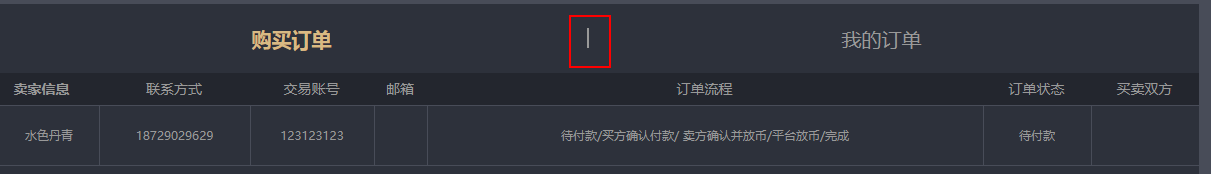 购买订单 | 我的订单
卖家信息 联系方式 交易账号 邮箱 订单流程 订单状态 买卖双方
水色丹青 18729029629 123123123 待付款/买方确认付款/ 卖方确认并放币/平台放币/完成 待付款